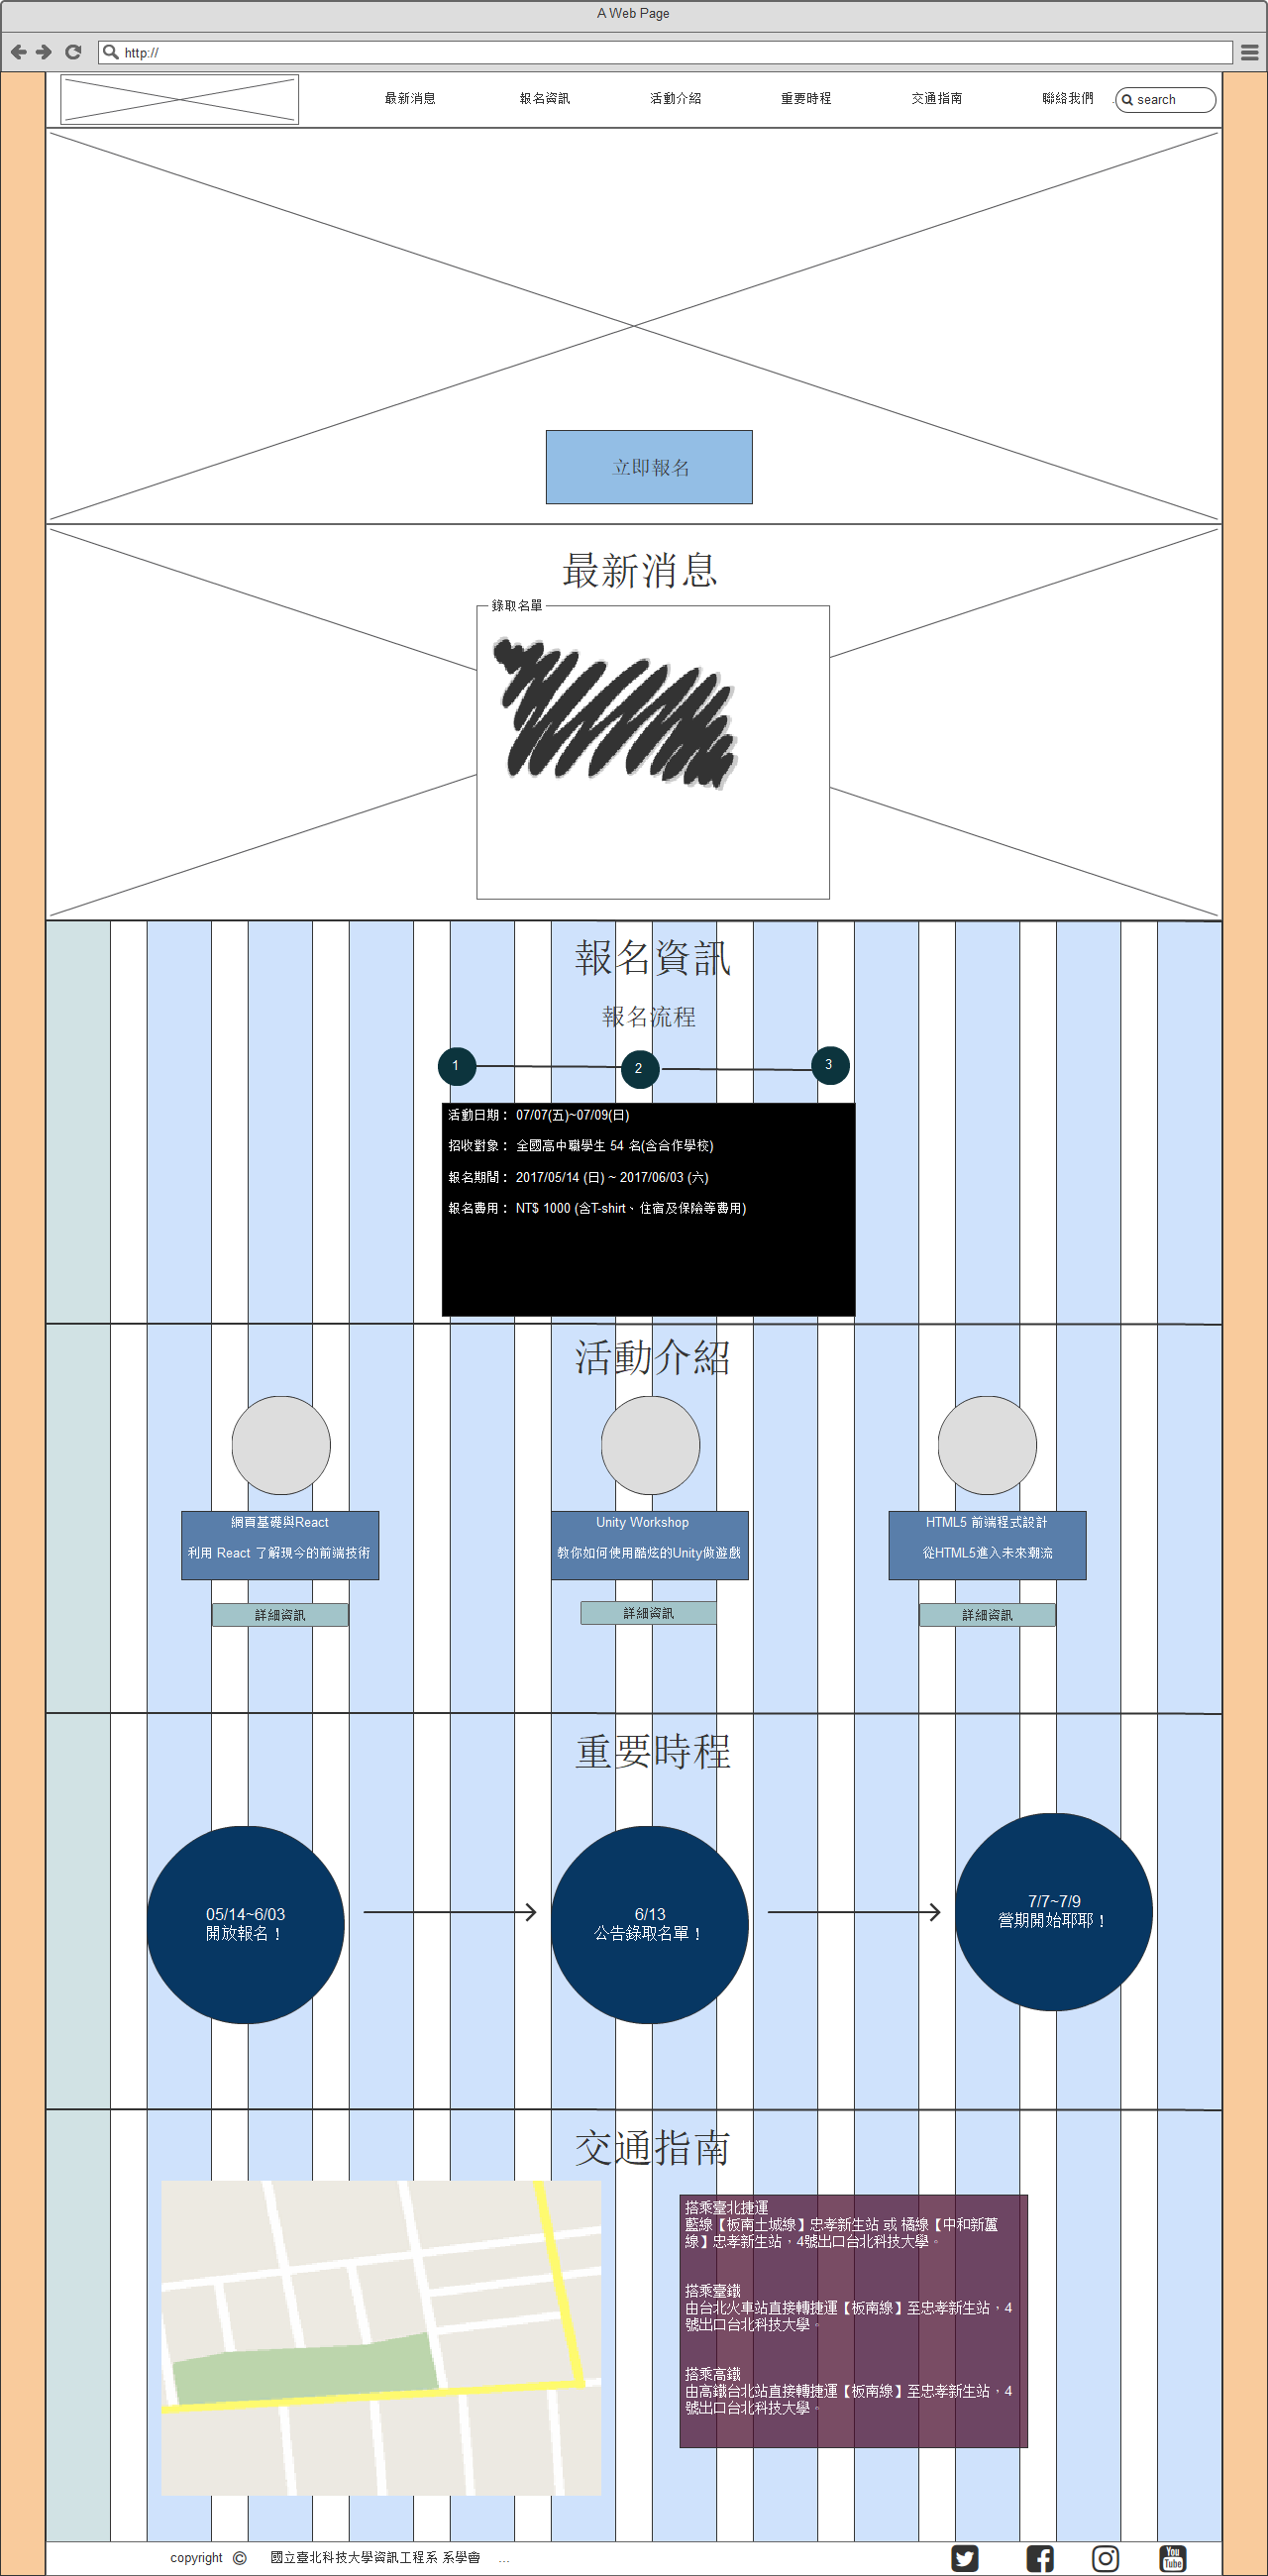 A Web Page
http://
最新消息
報名資訊
活動介紹
重要時程
交通指南
聯絡我們
search
立即報名
最新消息
錄取名單
報名資訊
報名流程
1
2
3
活動日期： 07/07(五)~07/09(日)
招收對象： 全國高中職學生 54 名(含合作學校)
報名期間： 2017/05/14 (日) ~ 2017/06/03 (六)
報名費用： NT$ 1000 (含T-shirt、住宿及保險等費用)
活動介紹
網頁基礎與React
利用 React 了解現今的前端技術
詳細資訊
Unity Workshop
教你如何使用酷炫的Unity做遊戲
詳細資訊
HTML5 前端程式設計
從HTML5進入未來潮流
詳細資訊
重要時程
05/14~6/03
開放報名！
6/13
公告錄取名單！
7/7~7/9
營期開始耶耶！
交通指南
搭乘臺北捷運
藍線【板南土城線】忠孝新生站 或 橘線【中和新蘆
線】忠孝新生站，4號出口台北科技大學。
搭乘臺鐵
由台北火車站直接轉捷運【板南線】至忠孝新生站，4
號出口台北科技大學。
搭乘高鐵
由高鐵台北站直接轉捷運【板南線】至忠孝新生站，4
號出口台北科技大學。
copyright © 國立臺北科技大學資訊工程系 系學會 ...
You
Tube